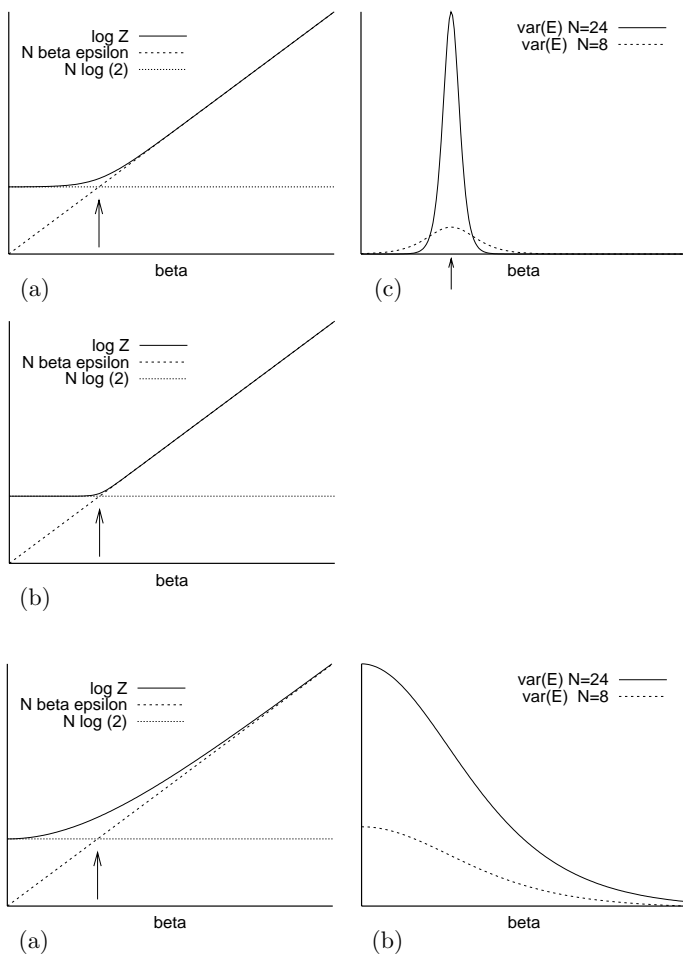 log Z
N beta epsilon
N log (2)
beta
(a)
var(E) N=24
var(E) N=8
beta
(c)
log Z
N beta epsilon
N log (2)
beta
(b)
log Z
N beta epsilon
N log (2)
beta
(a)
var(E) N=24
var(E) N=8
beta
(b)